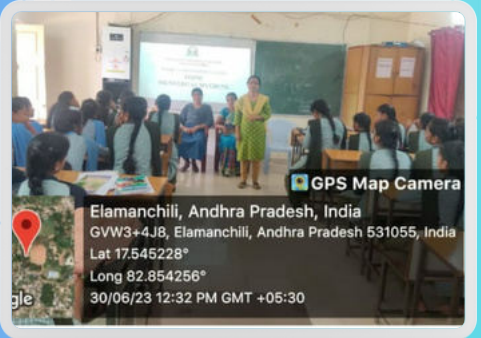 GPS Map Camera
Elamanchili, Andhra Pradesh, India
GVW3+4J8, Elamanchili, Andhra Pradesh 531055, India
Lat 17.545228°
Long 82.854256°
30/06/23 12:32 PM GMT +05:30
gle